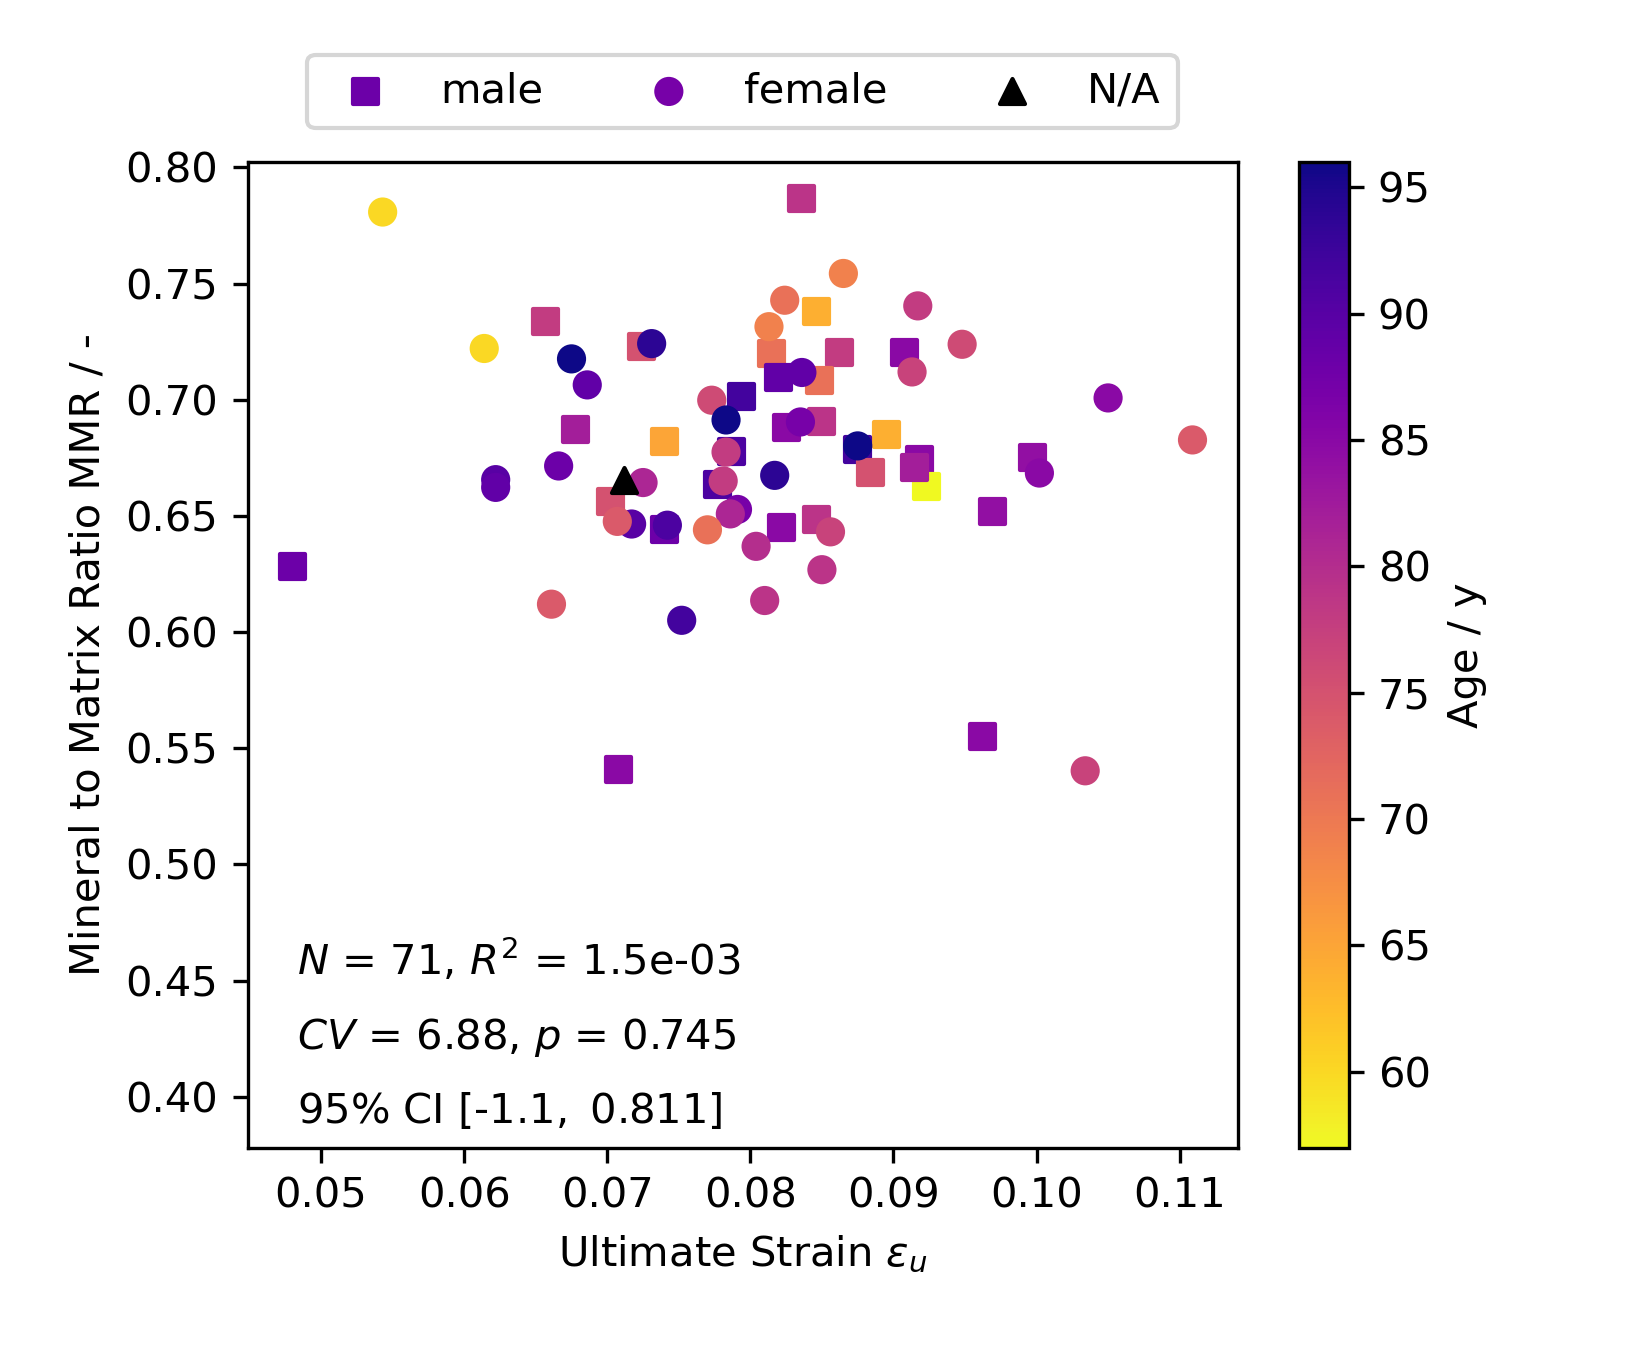 male female N/A
0.80
0.75
0.70
0.65
0.60
0.55
0.50
0.45
0.40
Mineral to Matrix Ratio MMR / -
N = 71, R² = 1.5e-03
CV = 6.88, p = 0.745
95% CI [-1.1, 0.811]
0.05 0.06 0.07 0.08 0.09 0.10 0.11
Ultimate Strain εᵤ
95
90
85
80
75
70
65
60
Age / y